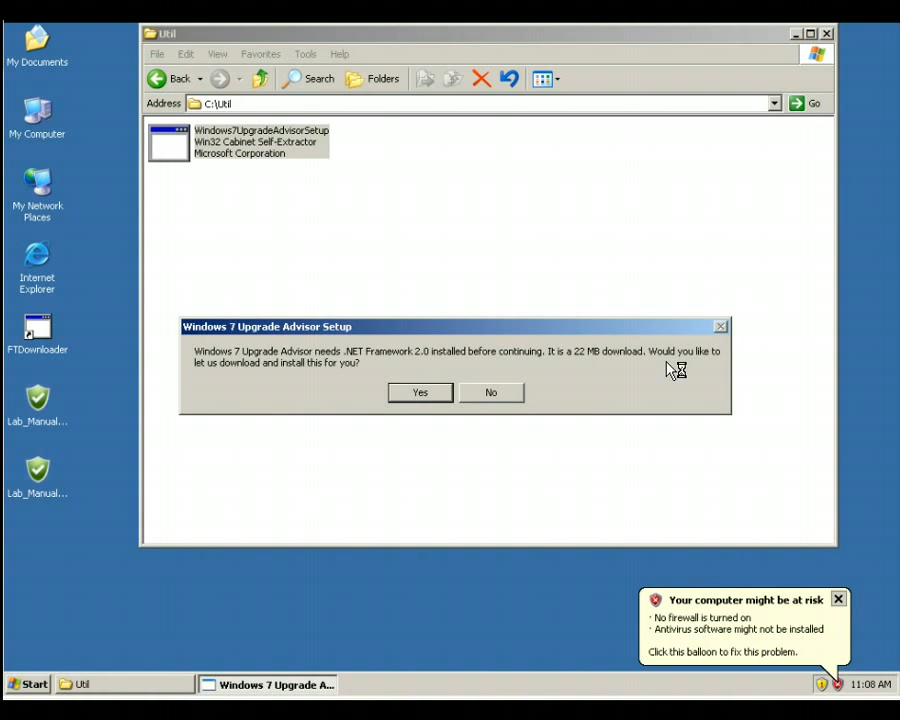 My Documents
My Computer
My Network
Places
Internet
Explorer
FTDownloader
Lab_Manual...
Lab_Manual...
Util
File Edit View Favorites Tools Help
Back Search Folders
Address C:\Util Go
Windows7UpgradeAdvisorSetup
Win32 Cabinet Self-Extractor
Microsoft Corporation
Windows 7 Upgrade Advisor Setup
Windows 7 Upgrade Advisor needs .NET Framework 2.0 installed before continuing. It is a 22 MB download. Would you like to
let us download and install this for you?
Yes No
Your computer might be at risk
· No firewall is turned on
· Antivirus software might not be installed
Click this balloon to fix this problem.
Start Util Windows 7 Upgrade A... 11:08 AM